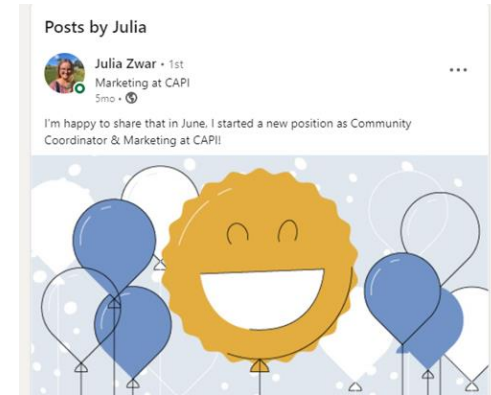 Posts by Julia
Julia Zwar • 1st
Marketing at CAPI
5mo •
I'm happy to share that in June, I started a new position as Community
Coordinator & Marketing at CAPI!